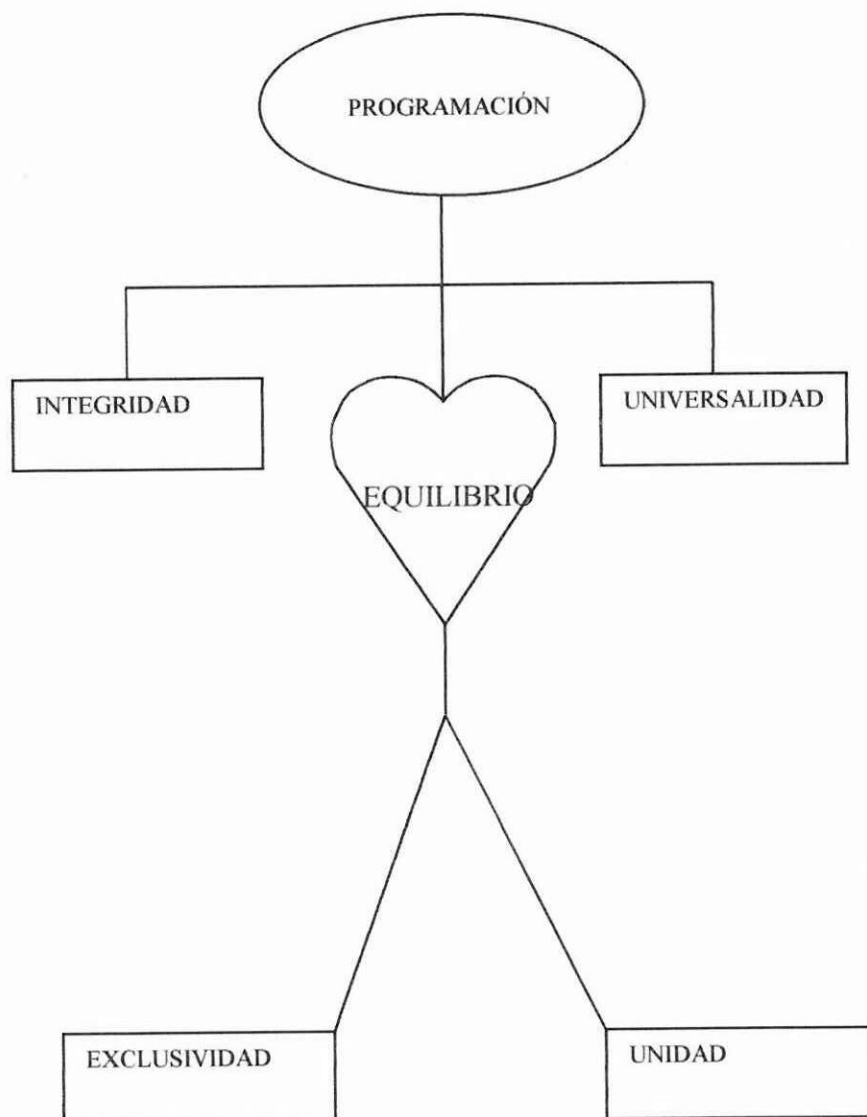 PROGRAMACIÓN
INTEGRIDAD
UNIVERSALIDAD
EQUILIBRIO
EXCLUSIVIDAD
UNIDAD